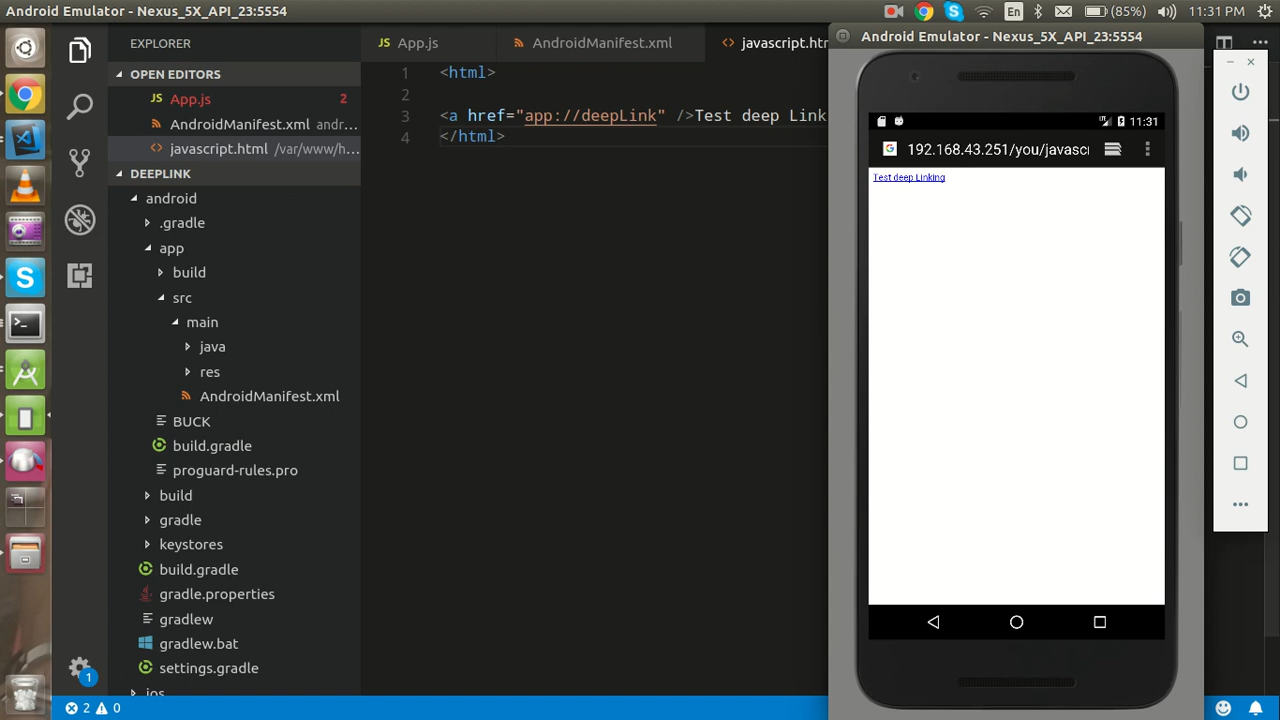 Android Emulator - Nexus_5X_API_23:5554
En
(85%)
11:31 PM
EXPLORER
OPEN EDITORS
App.js
2
AndroidManifest.xml andr...
javascript.html /var/www/h...
DEEPLINK
android
.gradle
app
build
src
main
java
res
AndroidManifest.xml
BUCK
build.gradle
proguard-rules.pro
build
gradle
keystores
build.gradle
gradle.properties
gradlew
gradlew.bat
settings.gradle
ios
1
2
0
App.js
AndroidManifest.xml
javascript.htm
1 <html>
2
3 <a href="app://deepLink" />Test deep Link
4 </html>
Android Emulator - Nexus_5X_API_23:5554
11:31
192.168.43.251/you/javasc
Test deep Linking